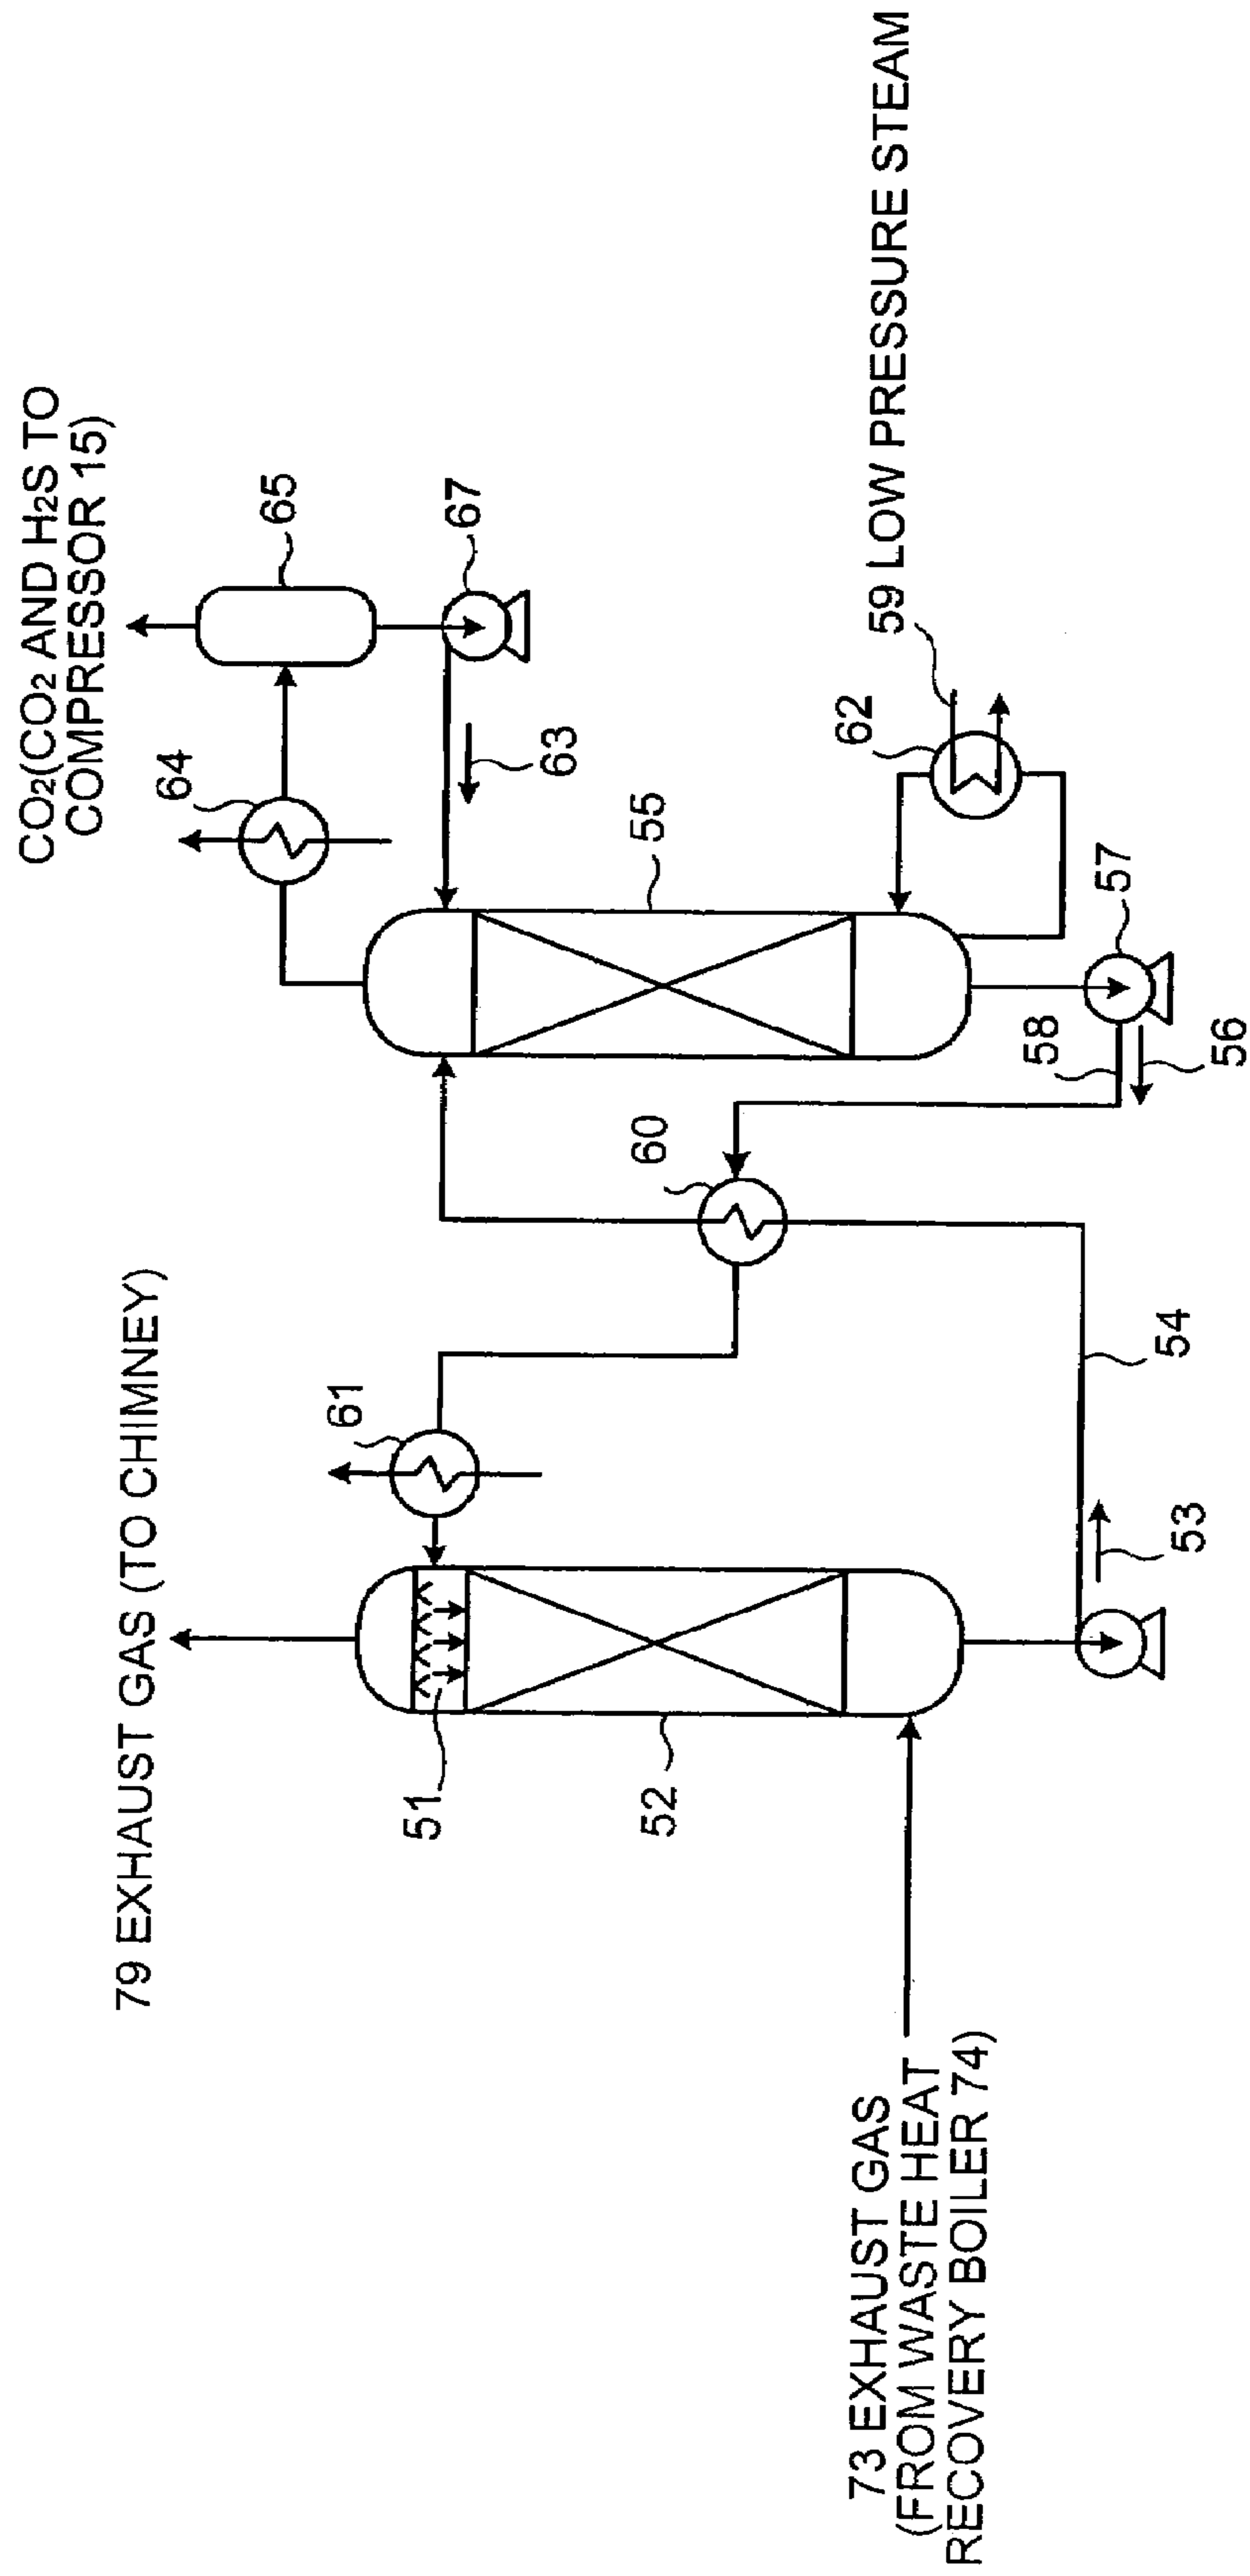 CO₂(CO₂ AND H₂S TO
COMPRESSOR 15)
79 EXHAUST GAS (TO CHIMNEY)
64
65
61
67
63
51
60
55
62
59 LOW PRESSURE STEAM
52
58
57
56
54
53
73 EXHAUST GAS
(FROM WASTE HEAT
RECOVERY BOILER 74)